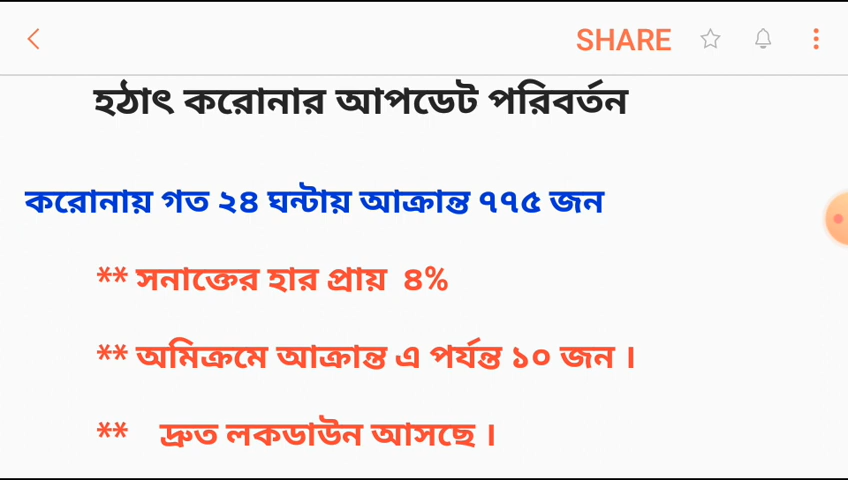 SHARE
হঠাৎ করোনার আপডেট পরিবর্তন
করোনায় গত ২৪ ঘন্টায় আক্রান্ত ৭৭৫ জন
** সনাক্তের হার প্রায় ৪%
** অমিক্রমে আক্রান্ত এ পর্যন্ত ১০ জন ।
** দ্রুত লকডাউন আসছে ।